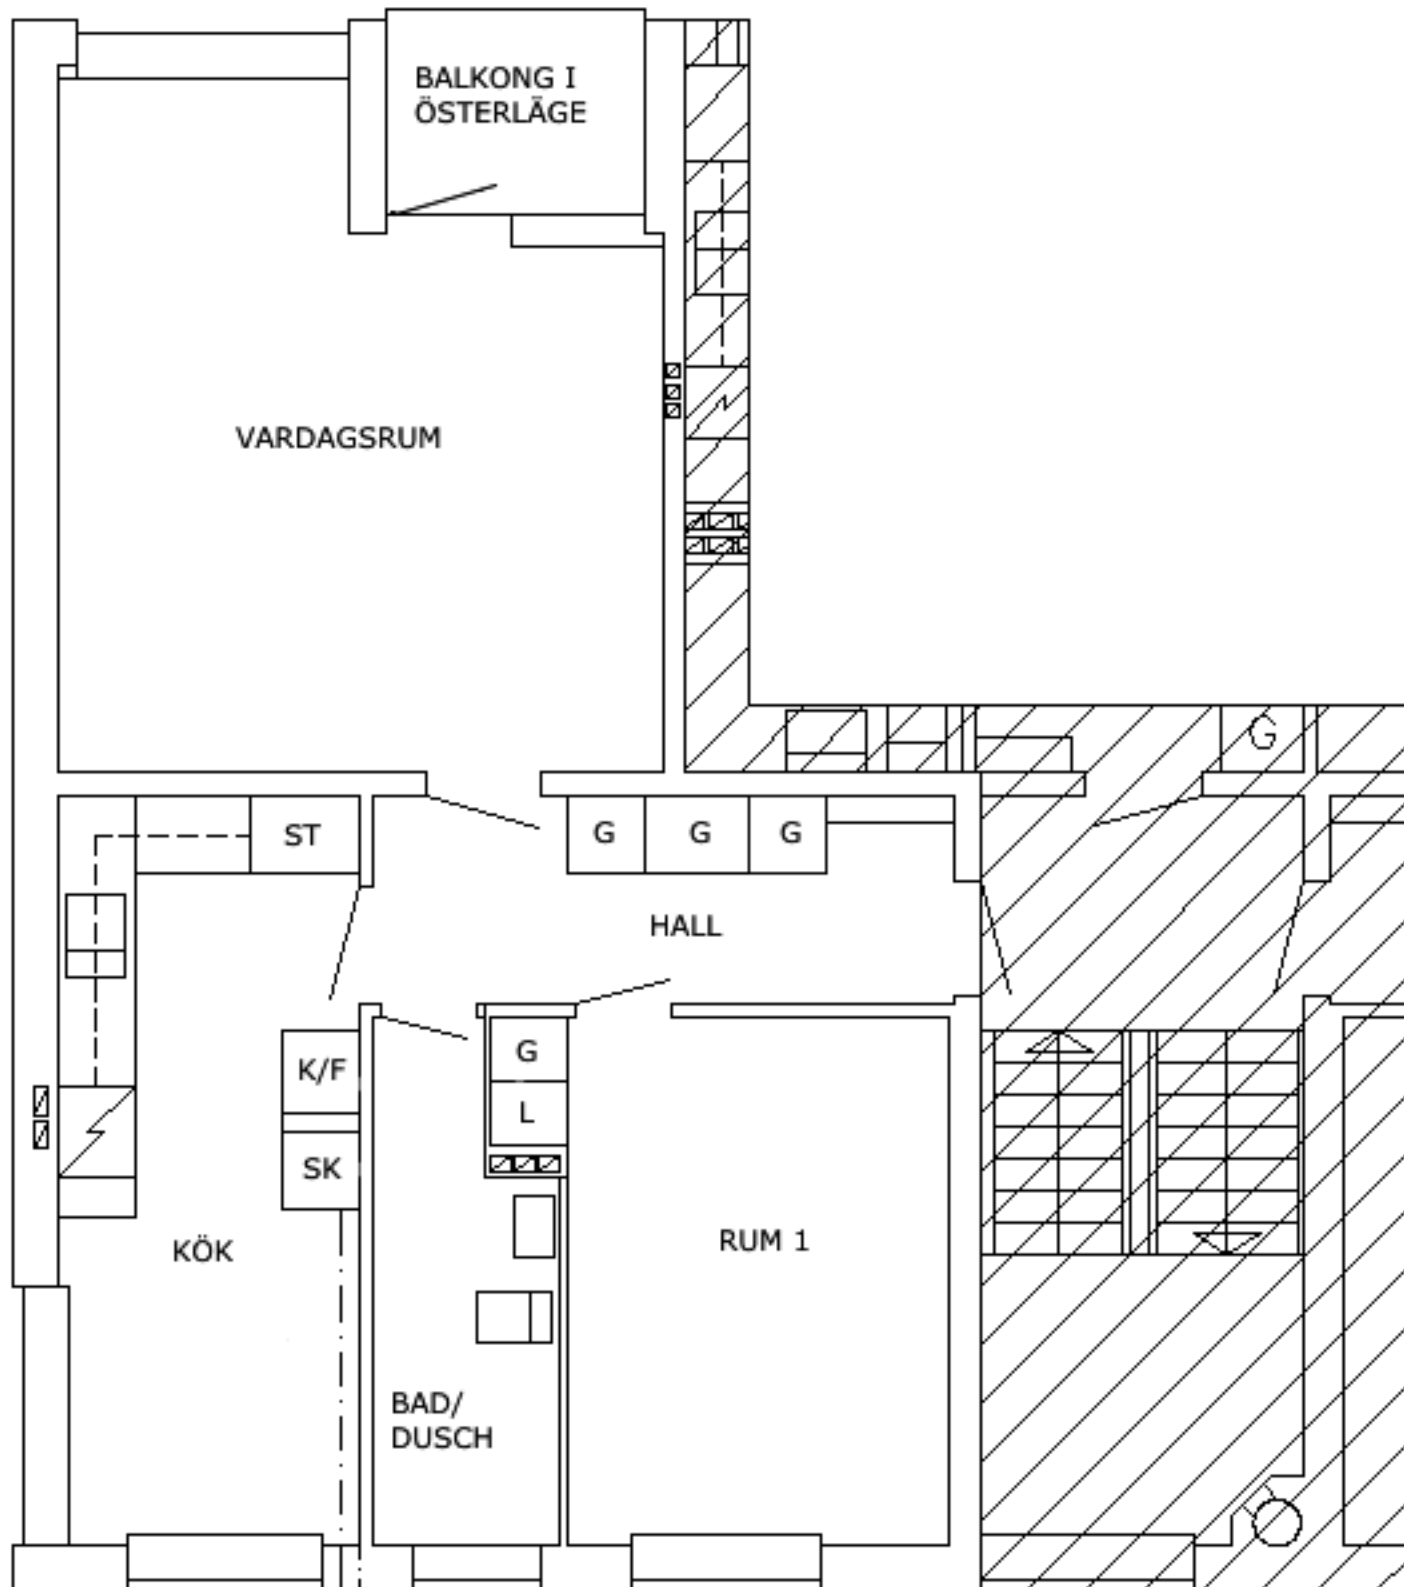 BALKONG I
ÖSTERLÄGE
VARDAGSRUM
G
ST
G G G
HALL
K/F
G
L
SK
KÖK
RUM 1
BAD/
DUSCH